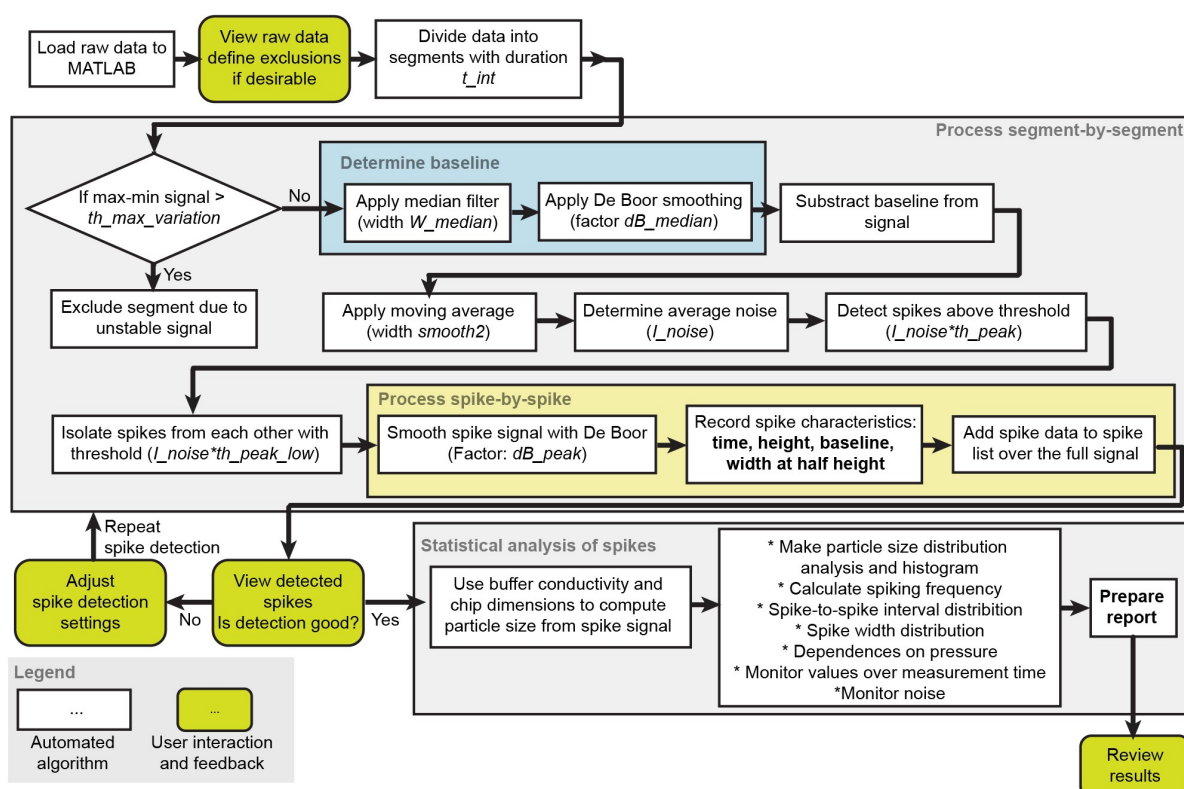 Load raw data to
MATLAB
View raw data
define exclusions
if desirable
Divide data into
segments with duration
t_int
Process segment-by-segment
If max-min signal >
th_max_variation
No
Yes
Exclude segment due to
unstable signal
Determine baseline
Apply median filter
(width W_median)
Apply De Boor smoothing
(factor dB_median)
Substract baseline from
signal
Apply moving average
(width smooth2)
Determine average noise
(I_noise)
Detect spikes above threshold
(I_noise*th_peak)
Isolate spikes from each other with
threshold (I_noise*th_peak_low)
Process spike-by-spike
Smooth spike signal with De Boor
(Factor: dB_peak)
Record spike characteristics:
time, height, baseline,
width at half height
Add spike data to spike
list over the full signal
Repeat
spike detection
Adjust
spike detection
settings
No
View detected
spikes
Is detection good?
Yes
Statistical analysis of spikes
Use buffer conductivity and
chip dimensions to compute
particle size from spike signal
* Make particle size distribution
analysis and histogram
* Calculate spiking frequency
* Spike-to-spike interval distribition
* Spike width distribution
* Dependences on pressure
* Monitor values over measurement time
*Monitor noise
Prepare
report
Review
results
Legend
...
Automated
algorithm
...
User interaction
and feedback